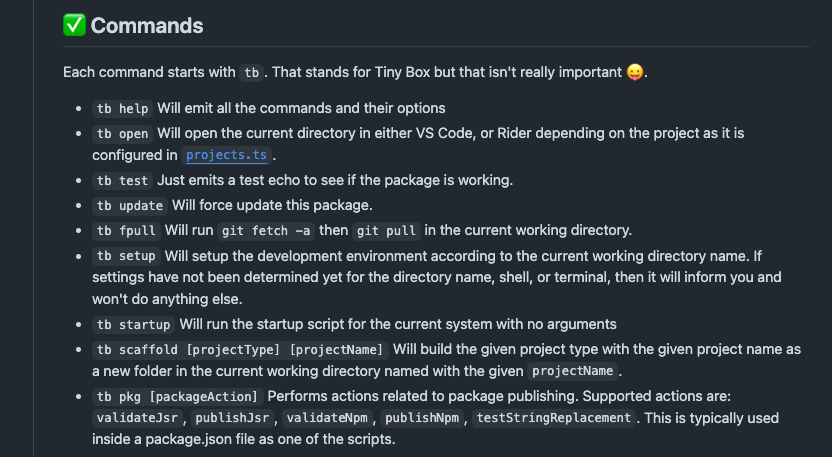 ✅ Commands
Each command starts with tb. That stands for Tiny Box but that isn't really important 😛.
• tb help Will emit all the commands and their options
• tb open Will open the current directory in either VS Code, or Rider depending on the project as it is
configured in projects.ts.
• tb test Just emits a test echo to see if the package is working.
• tb update Will force update this package.
• tb fpull Will run git fetch -a then git pull in the current working directory.
• tb setup Will setup the development environment according to the current working directory name. If
settings have not been determined yet for the directory name, shell, or terminal, then it will inform you and
won't do anything else.
• tb startup Will run the startup script for the current system with no arguments
• tb scaffold [projectType] [projectName] Will build the given project type with the given project name as
a new folder in the current working directory named with the given projectName.
• tb pkg [packageAction] Performs actions related to package publishing. Supported actions are:
validateJsr, publishJsr, validateNpm, publishNpm, testStringReplacement. This is typically used
inside a package.json file as one of the scripts.